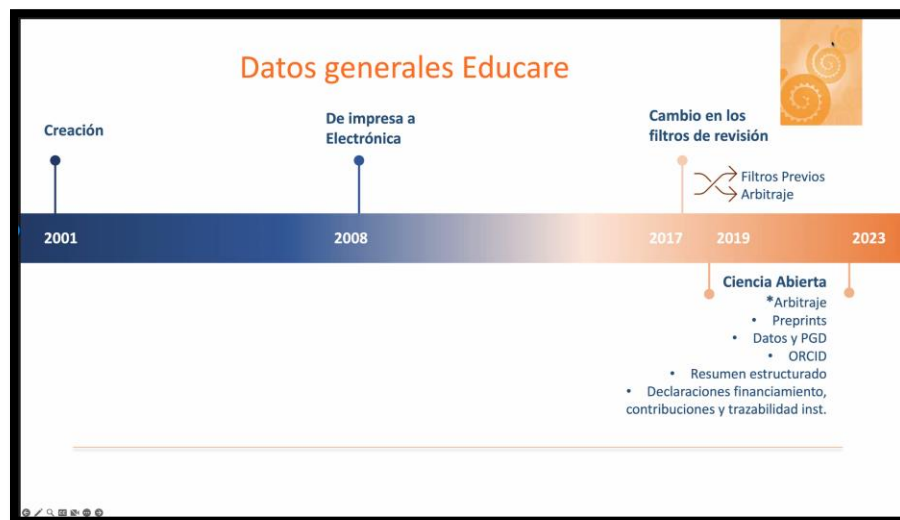 Datos generales Educare
Creación
De impresa a
Electrónica
Cambio en los
filtros de revisión
Filtros Previos
Arbitraje
2001
2008
2017
2019
2023
Ciencia Abierta
*Arbitraje
• Preprints
• Datos y PGD
• ORCID
• Resumen estructurado
• Declaraciones financiamiento,
contribuciones y trazabilidad inst.